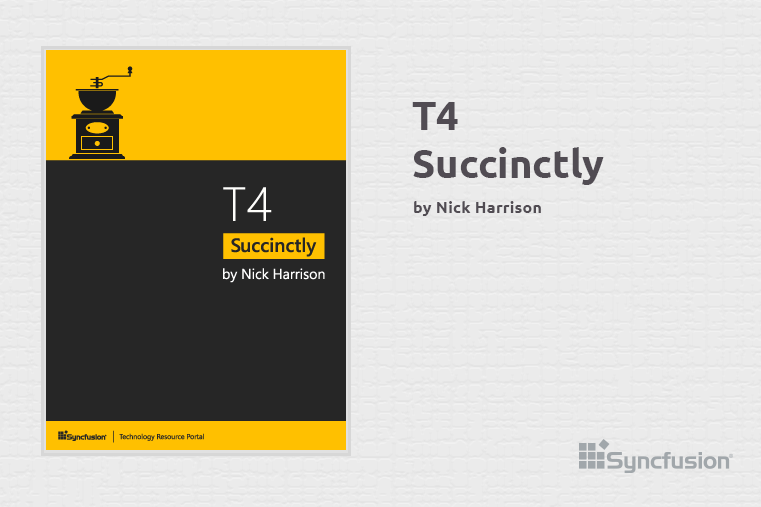 T4
Succinctly
by Nick Harrison
Syncfusion | Technology Resource Portal
T4
Succinctly
by Nick Harrison
Syncfusion®